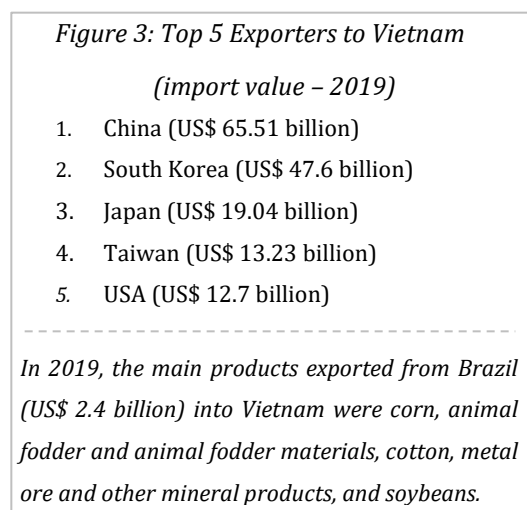 Figure 3: Top 5 Exporters to Vietnam
(import value – 2019)
1. China (US$ 65.51 billion)
2. South Korea (US$ 47.6 billion)
3. Japan (US$ 19.04 billion)
4. Taiwan (US$ 13.23 billion)
5. USA (US$ 12.7 billion)
In 2019, the main products exported from Brazil
(US$ 2.4 billion) into Vietnam were corn, animal
fodder and animal fodder materials, cotton, metal
ore and other mineral products, and soybeans.